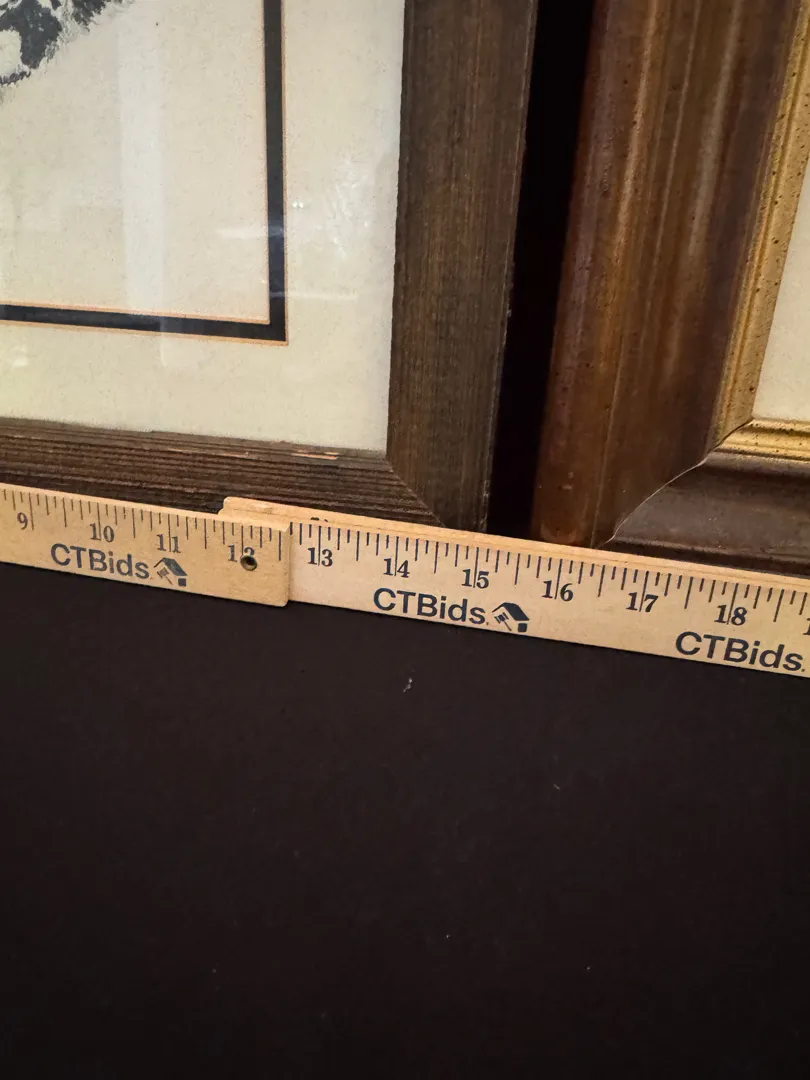 9 10 11 12 13 14 15 16 17 18
CTBids. CTBids. CTBids.